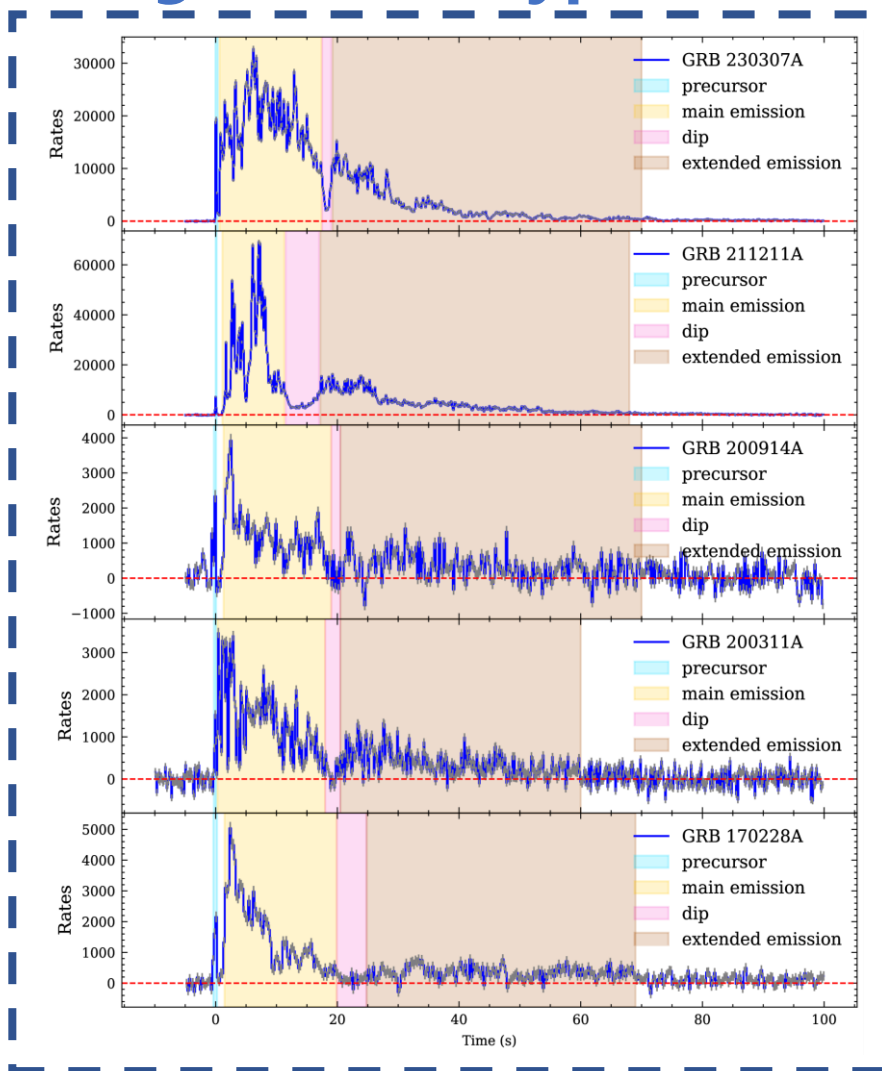 Rates
30000
20000
10000
0
GRB 230307A
precursor
main emission
dip
extended emission
Rates
60000
40000
20000
0
GRB 211211A
precursor
main emission
dip
extended emission
Rates
4000
3000
2000
1000
0
−1000
GRB 200914A
precursor
main emission
dip
extended emission
Rates
3000
2000
1000
0
GRB 200311A
precursor
main emission
dip
extended emission
Rates
5000
4000
3000
2000
1000
0
GRB 170228A
precursor
main emission
dip
extended emission
0 20 40 60 80 100
Time (s)